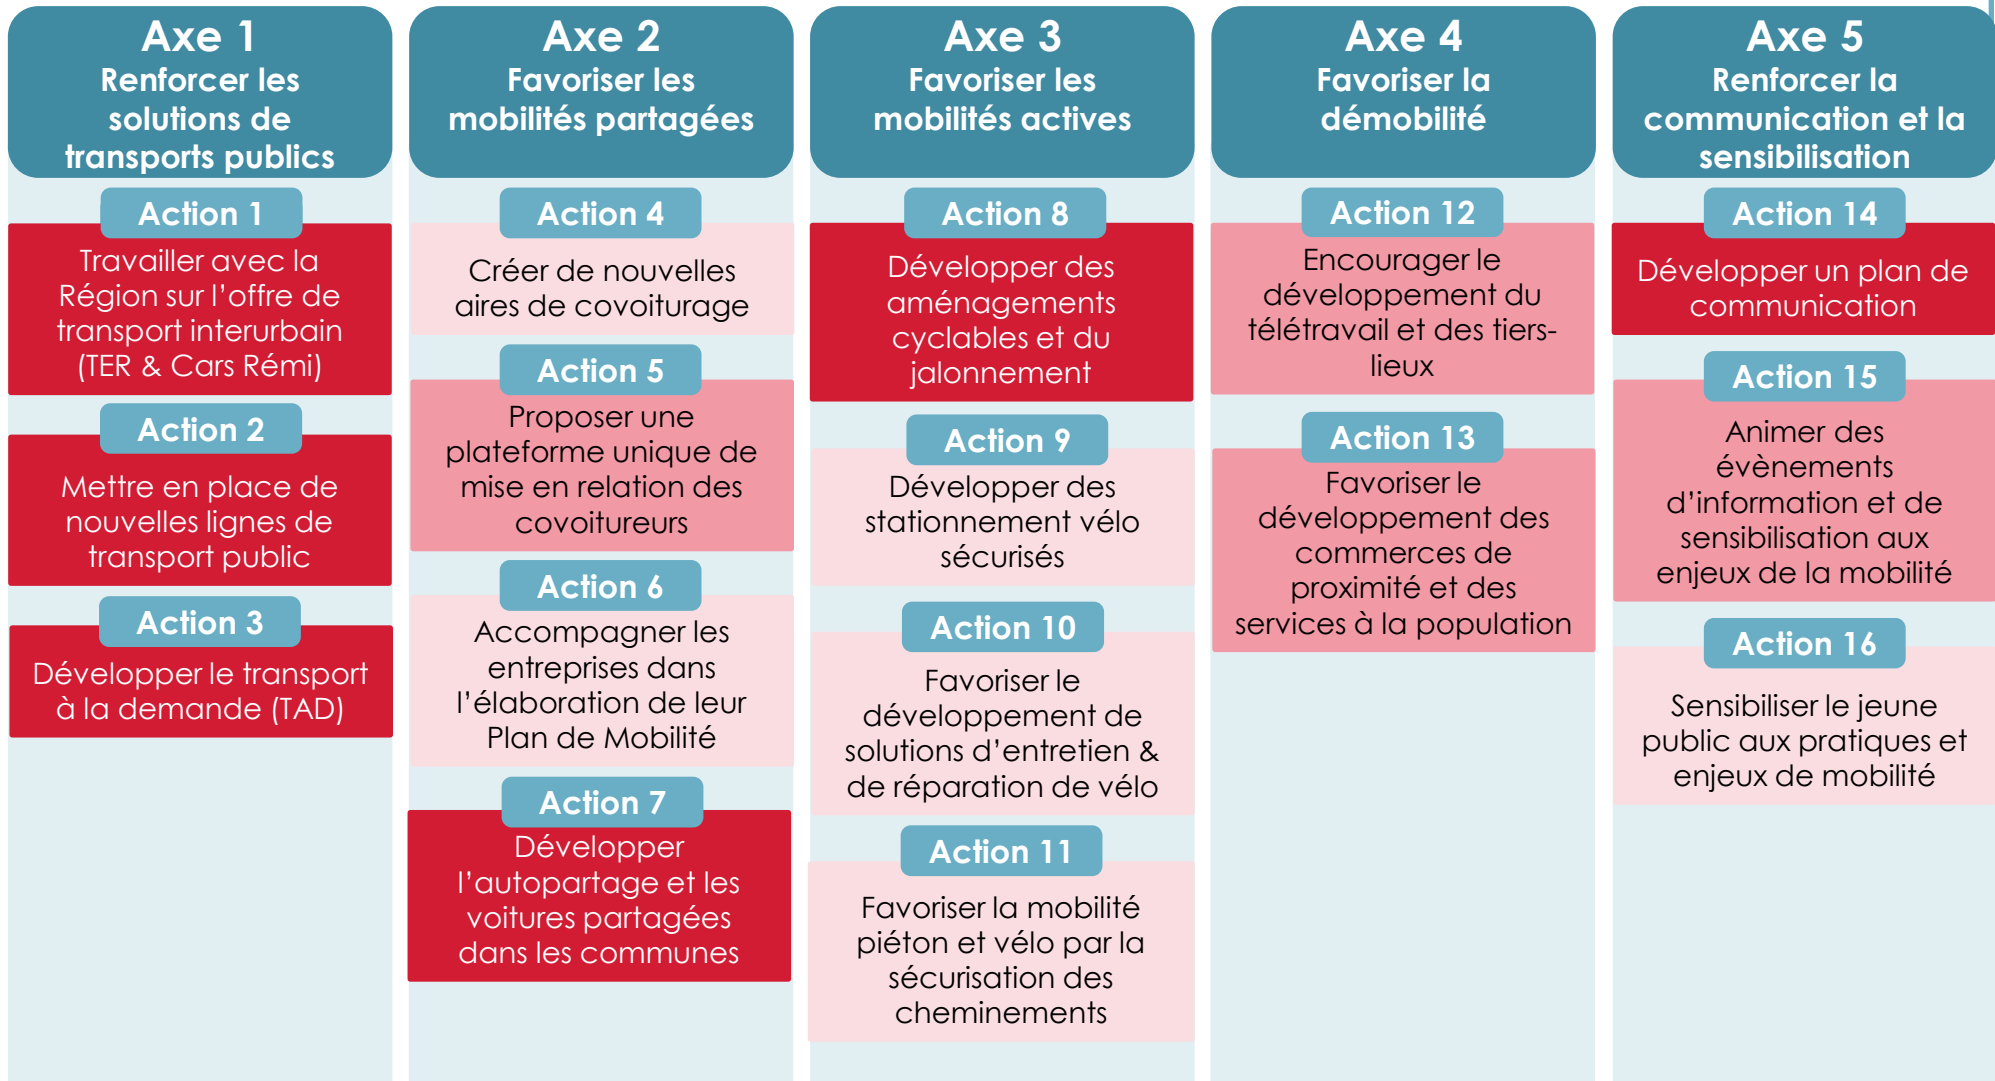 Axe 1
Renforcer les
solutions de
transports publics
Action 1
Travailler avec la
Région sur l’offre de
transport interurbain
(TER & Cars Rémi)
Action 2
Mettre en place de
nouvelles lignes de
transport public
Action 3
Développer le transport
à la demande (TAD)
Axe 2
Favoriser les
mobilités partagées
Action 4
Créer de nouvelles
aires de covoiturage
Action 5
Proposer une
plateforme unique de
mise en relation des
covoitureurs
Action 6
Accompagner les
entreprises dans
l’élaboration de leur
Plan de Mobilité
Action 7
Développer
l’autopartage et les
voitures partagées
dans les communes
Axe 3
Favoriser les
mobilités actives
Action 8
Développer des
aménagements
cyclables et du
jalonnement
Action 9
Développer des
stationnement vélo
sécurisés
Action 10
Favoriser le
développement de
solutions d’entretien &
de réparation de vélo
Action 11
Favoriser la mobilité
piéton et vélo par la
sécurisation des
cheminements
Axe 4
Favoriser la
démobilité
Action 12
Encourager le
développement du
télétravail et des tiers-
lieux
Action 13
Favoriser le
développement des
commerces de
proximité et des
services à la population
Axe 5
Renforcer la
communication et la
sensibilisation
Action 14
Développer un plan de
communication
Action 15
Animer des
évènements
d’information et de
sensibilisation aux
enjeux de la mobilité
Action 16
Sensibiliser le jeune
public aux pratiques et
enjeux de mobilité